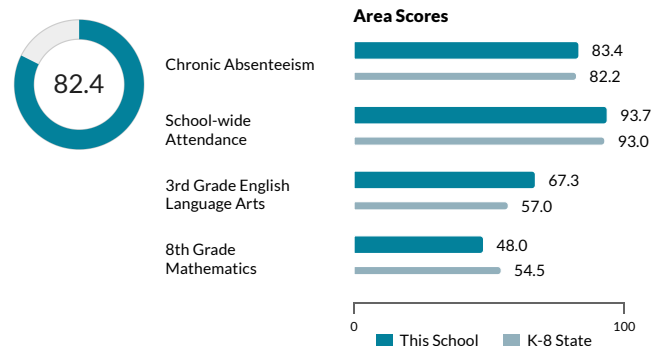 Area Scores
82.4
Chronic Absenteeism
83.4
82.2
School-wide
Attendance
93.7
93.0
3rd Grade English
Language Arts
67.3
57.0
8th Grade
Mathematics
48.0
54.5
0 100
This School K-8 State